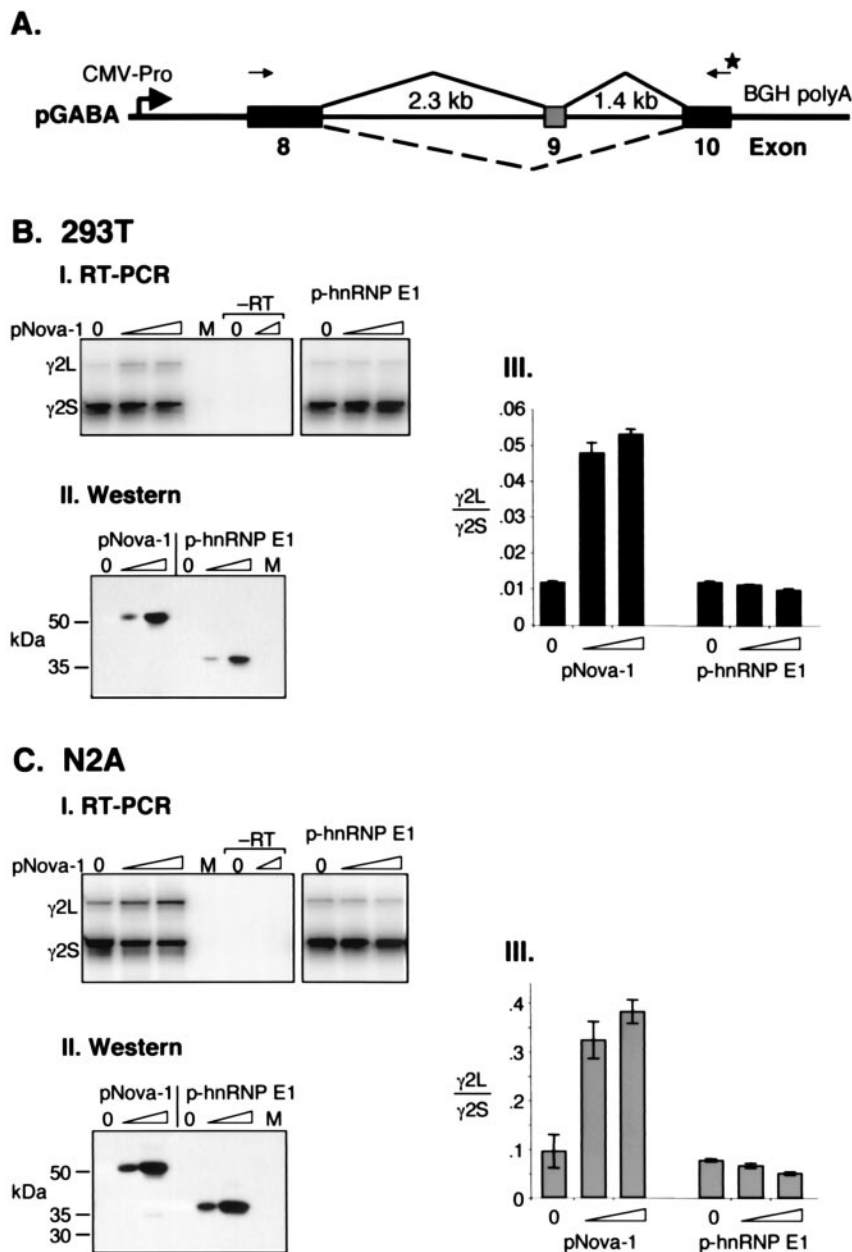 A.
CMV-Pro
pGABA
2.3 kb
1.4 kb
BGH polyA
8
9
10
Exon
B. 293T
I. RT-PCR
–RT
p-hnRNP E1
pNova-1 0 M 0 0
γ2L
γ2S
II. Western
pNova-1 p-hnRNP E1
0 0 M
50
kDa
35
III.
.06
.05
.04
.03
.02
.01
0
γ2L
γ2S
0 0
pNova-1 p-hnRNP E1
C. N2A
I. RT-PCR
–RT
p-hnRNP E1
pNova-1 0 M 0 0
γ2L
γ2S
II. Western
pNova-1 p-hnRNP E1
0 0 M
50
kDa
35
30
III.
.4
.3
.2
.1
0
γ2L
γ2S
0 0
pNova-1 p-hnRNP E1